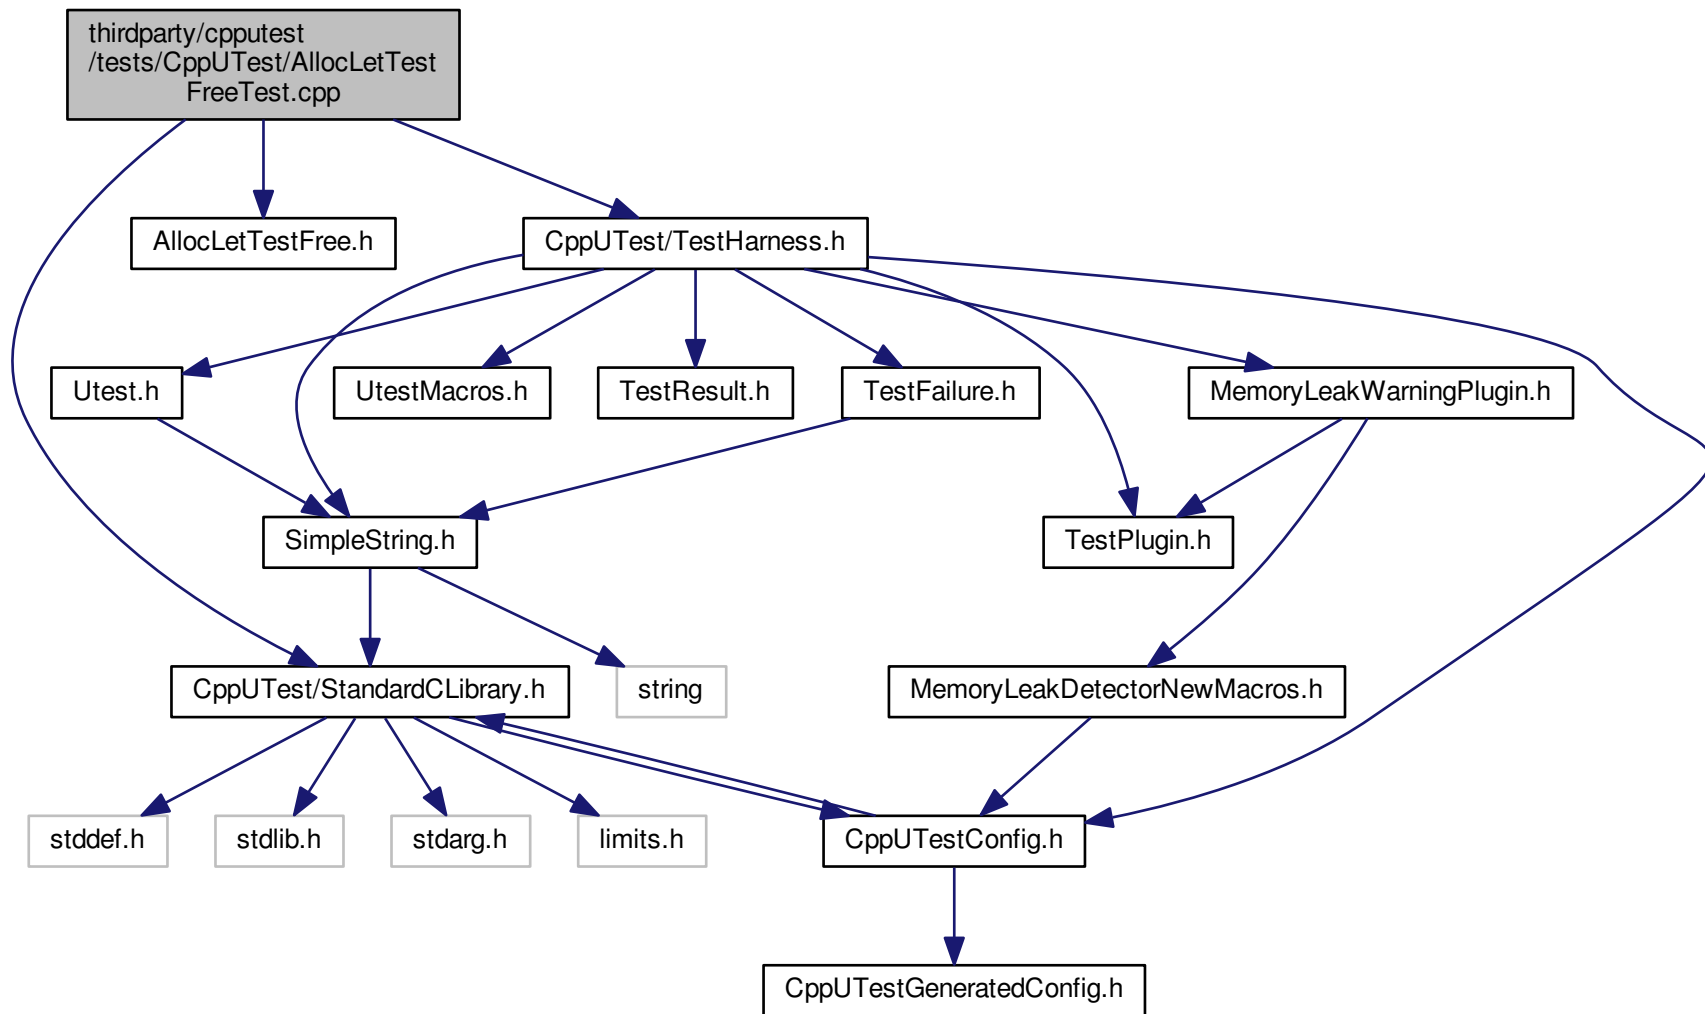 thirdparty/cpputest
/tests/CppUTest/AllocLetTest
FreeTest.cpp
AllocLetTestFree.h
CppUTest/TestHarness.h
Utest.h
UtestMacros.h
TestResult.h
TestFailure.h
MemoryLeakWarningPlugin.h
SimpleString.h
TestPlugin.h
CppUTest/StandardCLibrary.h
string
MemoryLeakDetectorNewMacros.h
stddef.h
stdlib.h
stdarg.h
limits.h
CppUTestConfig.h
CppUTestGeneratedConfig.h